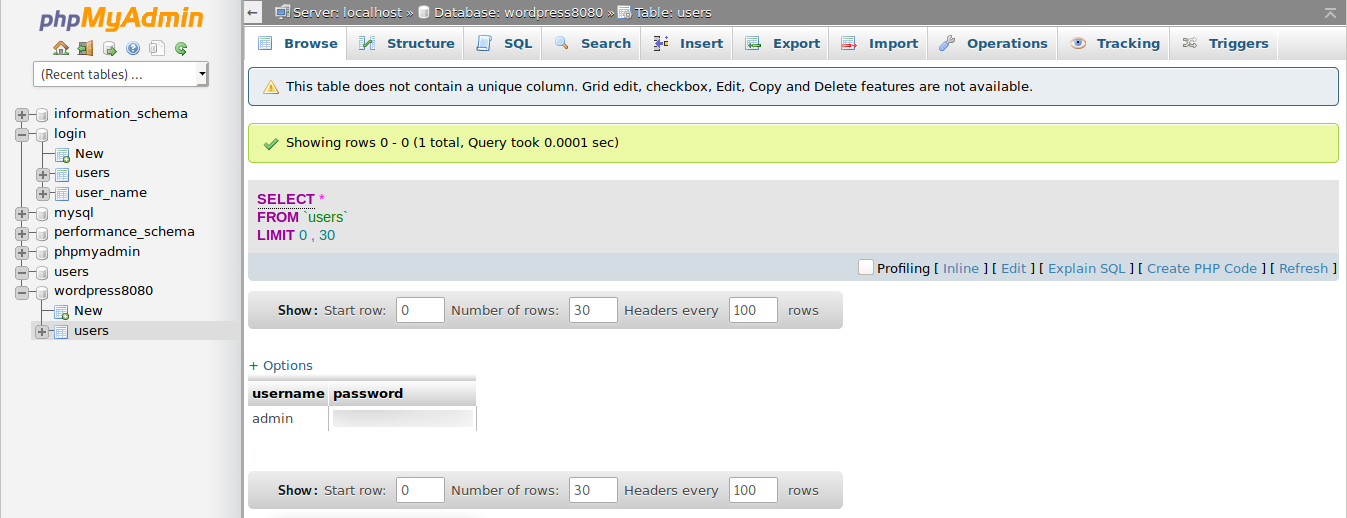 phpMyAdmin
(Recent tables) ...
information_schema
login
New
users
user_name
mysql
performance_schema
phpmyadmin
users
wordpress8080
New
users
Server: localhost » Database: wordpress8080 » Table: users
Browse Structure SQL Search Insert Export Import Operations Tracking Triggers
This table does not contain a unique column. Grid edit, checkbox, Edit, Copy and Delete features are not available.
Showing rows 0 - 0 (1 total, Query took 0.0001 sec)
SELECT *
FROM `users`
LIMIT 0 , 30
Profiling [ Inline ] [ Edit ] [ Explain SQL ] [ Create PHP Code ] [ Refresh ]
Show: Start row: 0 Number of rows: 30 Headers every 100 rows
+ Options
username password
admin
Show: Start row: 0 Number of rows: 30 Headers every 100 rows